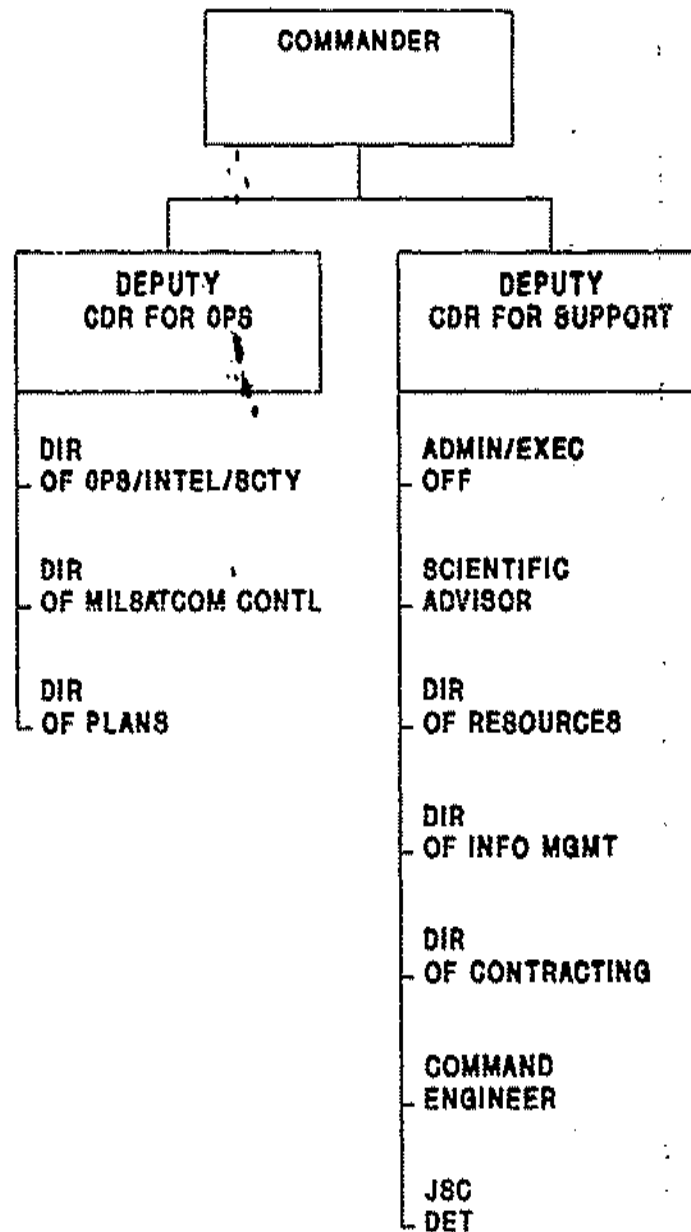 COMMANDER
DEPUTY
CDR FOR OPS
DIR
OF OPS/INTEL/SCTY
DIR
OF MILSATCOM CONTL
DIR
OF PLANS
DEPUTY
CDR FOR SUPPORT
ADMIN/EXEC
OFF
SCIENTIFIC
ADVISOR
DIR
OF RESOURCES
DIR
OF INFO MGMT
DIR
OF CONTRACTING
COMMAND
ENGINEER
JSC
DET